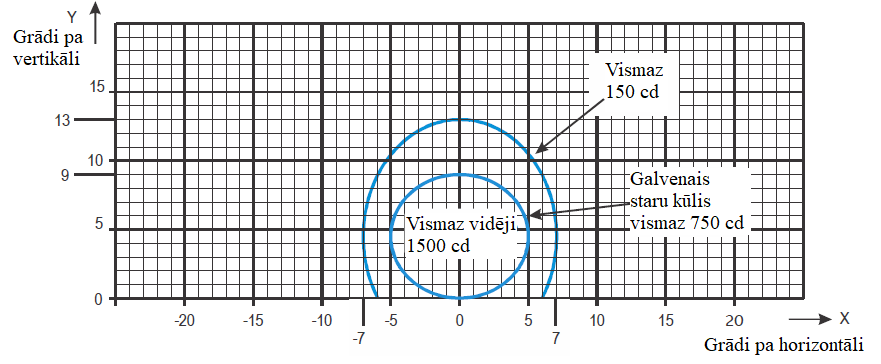 Y
Grādi pa
vertikāli
Vismaz
150 cd
15
13
10
9
Galvenais
staru kūlis
vismaz 750 cd
Vismaz vidēji
1500 cd
5
0
-20
-15
-10
-5
0
5
10
15
20
X
-7
7
Grādi pa horizontāli